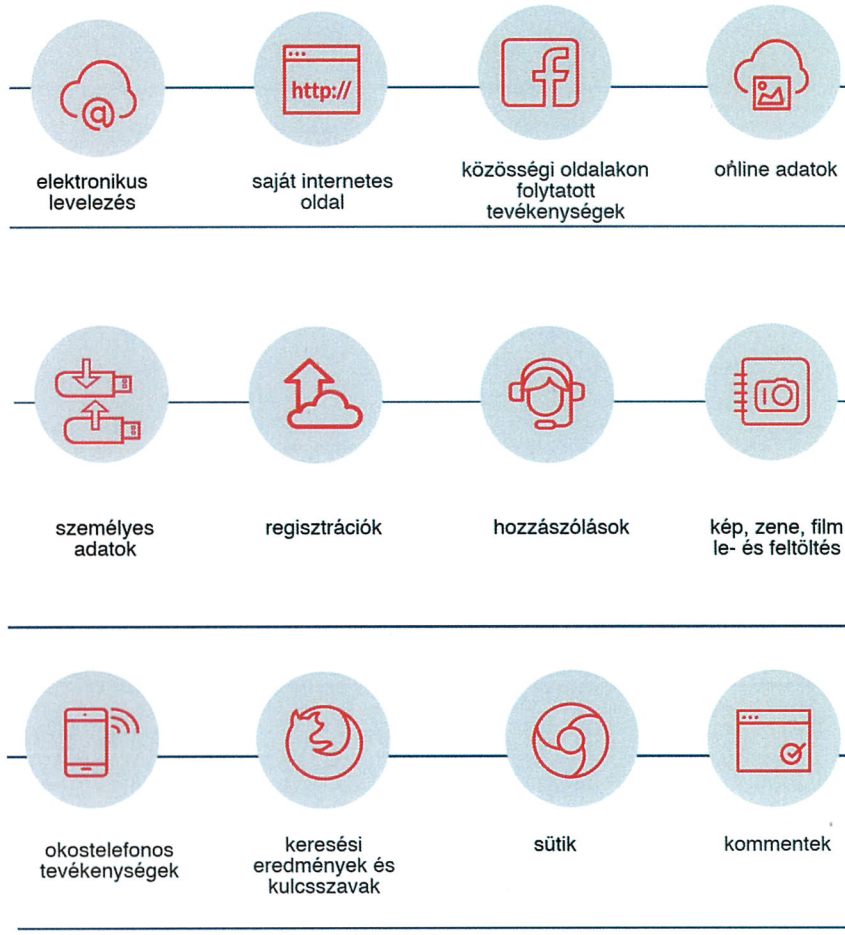 http://
@
elektronikus
levelezés
saját internetes
oldal
közösségi oldalakon
folytatott
tevékenységek
online adatok
személyes
adatok
regisztrációk
hozzászólások
kép, zene, film
le- és feltöltés
okostelefonos
tevékenységek
keresési
eredmények és
kulcsszavak
sütik
kommentek